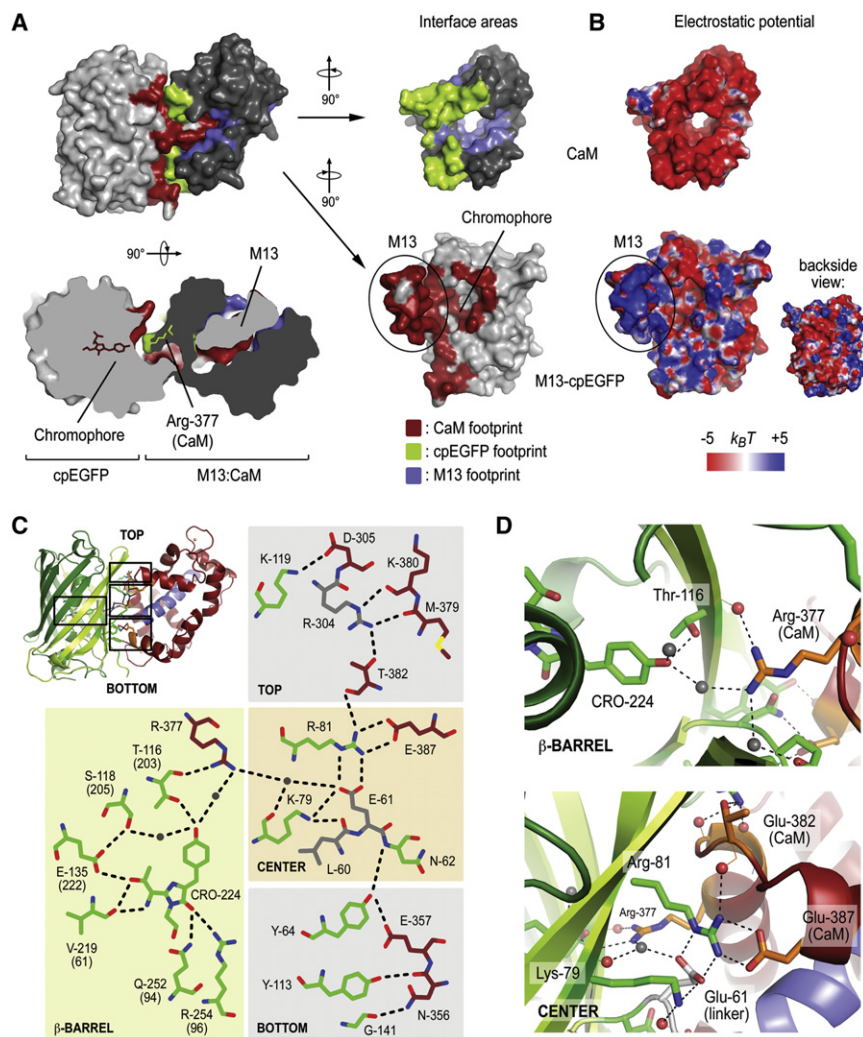 A
Interface areas
90°
90°
90°
M13
Chromophore
Arg-377
(CaM)
cpEGFP
M13:CaM
M13
Chromophore
M13-cpEGFP
: CaM footprint
: cpEGFP footprint
: M13 footprint
B
Electrostatic potential
CaM
M13
backside
view:
-5 kBT +5
C
TOP
BOTTOM
D-305
K-119
K-380
R-304
M-379
T-382
TOP
R-377
T-116
(203)
S-118
(205)
E-135
(222)
CRO-224
V-219
(61)
Q-252
(94)
R-254
(96)
β-BARREL
R-81
E-387
K-79
E-61
L-60
N-62
CENTER
Y-64
E-357
Y-113
N-356
G-141
BOTTOM
D
Thr-116
Arg-377
(CaM)
CRO-224
β-BARREL
Glu-382
(CaM)
Arg-81
Arg-377
Glu-387
(CaM)
Lys-79
Glu-61
(linker)
CENTER